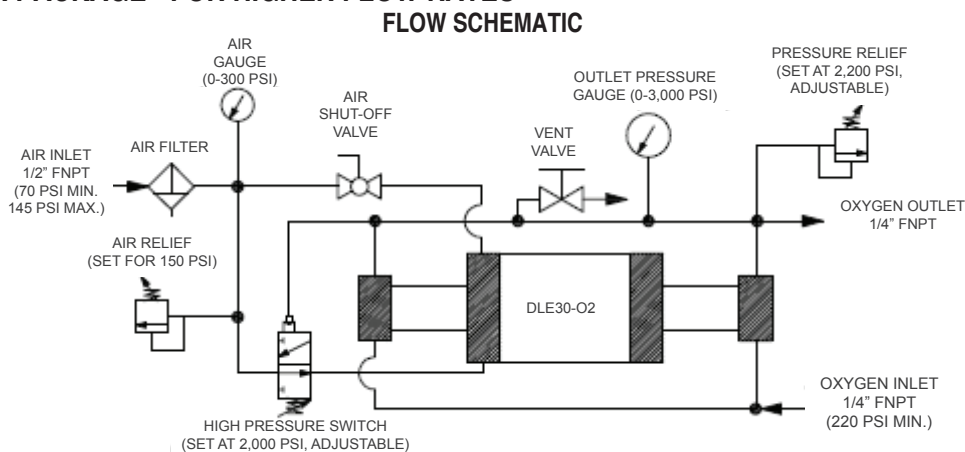 FLOW SCHEMATIC
AIR
GAUGE
(0-300 PSI)
AIR
SHUT-OFF
VALVE
OUTLET PRESSURE
GAUGE (0-3,000 PSI)
VENT
VALVE
PRESSURE RELIEF
(SET AT 2,200 PSI,
ADJUSTABLE)
AIR INLET
1/2" FNPT
(70 PSI MIN.
145 PSI MAX.)
AIR FILTER
OXYGEN OUTLET
1/4" FNPT
AIR RELIEF
(SET FOR 150 PSI)
DLE30-O2
OXYGEN INLET
1/4" FNPT
(220 PSI MIN.)
HIGH PRESSURE SWITCH
(SET AT 2,000 PSI, ADJUSTABLE)